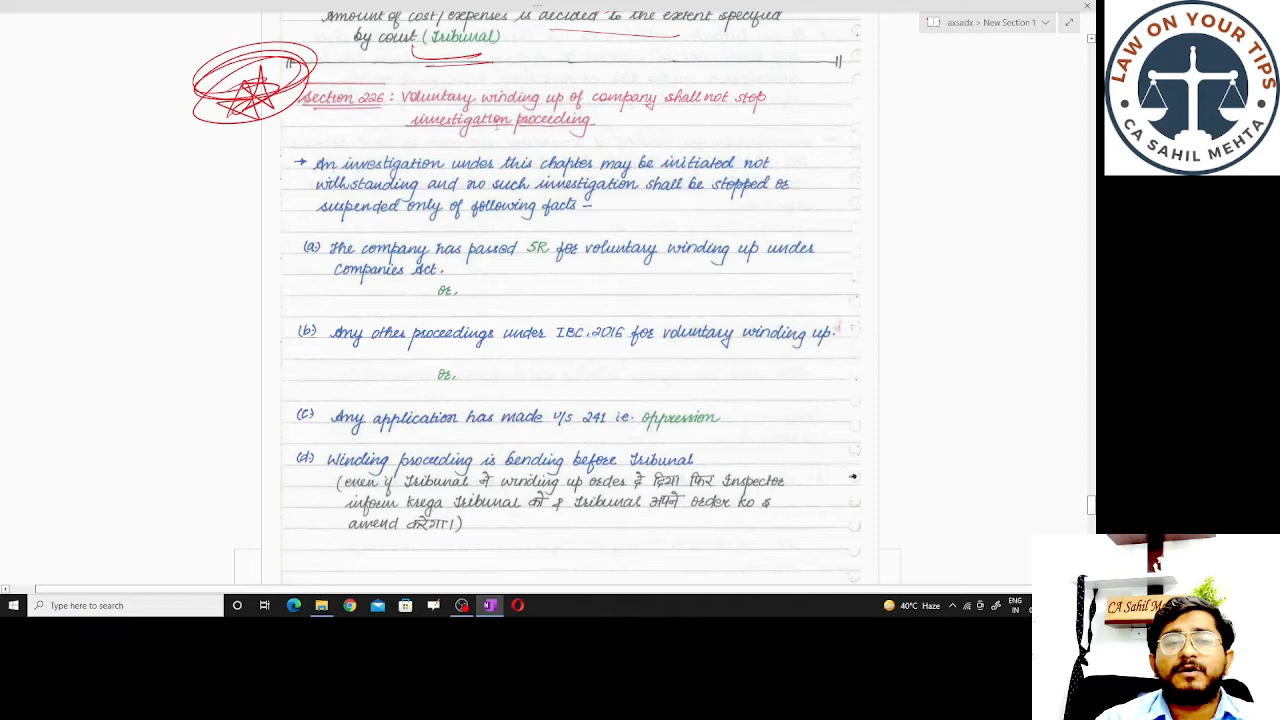 Amount of cost/expenses is decided to the extent specified
by court (Tribunal)
Section 226 : Voluntary winding up of company shall not stop
investigation proceeding
→ An investigation under this chapter may be initiated not
withstanding and no such investigation shall be stopped or
suspended only of following facts -
(a) The company has passed SR for voluntary winding up under
Companies Act.
or,
(b) Any other proceedings under IBC, 2016 for voluntary winding up.
or,
(c) Any application has made u/s 241 i.e. oppression
(d) Winding proceeding is bending before Tribunal
(even if Tribunal ने winding up order दे दिया फिर Inspector
inform krega Tribunal को & Tribunal अपने order ko
amend करेगा।)
axsadx > New Section 1
LAW ON YOUR TIPS
CA SAHIL MEHTA
Type here to search
40°C Haze
ENG
IN
CA Sahil M